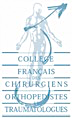 COLLÈGE
FRANÇAIS
DES
CHIRURGIENS
ORTHOPÉDISTES
TRAUMATOLOGUES